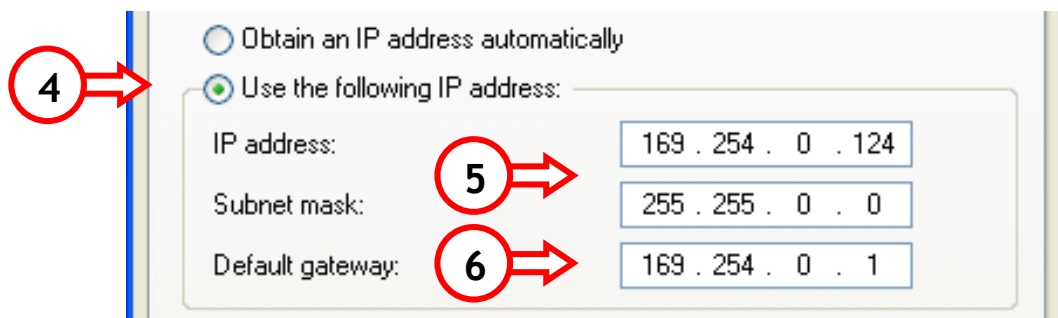 Obtain an IP address automatically
4
Use the following IP address:
IP address: 169 . 254 . 0 . 124
5
Subnet mask: 255 . 255 . 0 . 0
Default gateway: 6 169 . 254 . 0 . 1